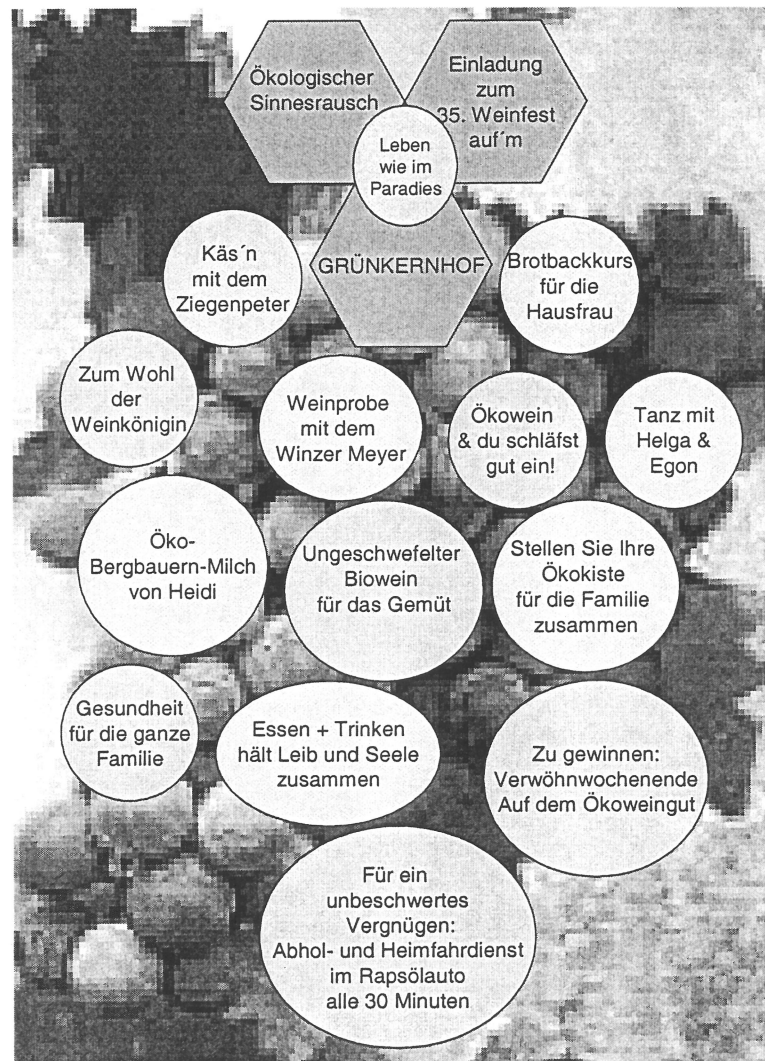 Ökologischer
Sinnesrausch
Einladung
zum
35. Weinfest
auf´m
Leben
wie im
Paradies
GRÜNKERNHOF
Käs´n
mit dem
Ziegenpeter
Brotbackkurs
für die
Hausfrau
Zum Wohl
der
Weinkönigin
Weinprobe
mit dem
Winzer Meyer
Ökowein
& du schläfst
gut ein!
Tanz mit
Helga &
Egon
Öko-
Bergbauern-Milch
von Heidi
Ungeschwefelter
Biowein
für das Gemüt
Stellen Sie Ihre
Ökokiste
für die Familie
zusammen
Gesundheit
für die ganze
Familie
Essen + Trinken
hält Leib und Seele
zusammen
Zu gewinnen:
Verwöhnwochenende
Auf dem Ökoweingut
Für ein
unbeschwertes
Vergnügen:
Abhol- und Heimfahrdienst
im Rapsölauto
alle 30 Minuten